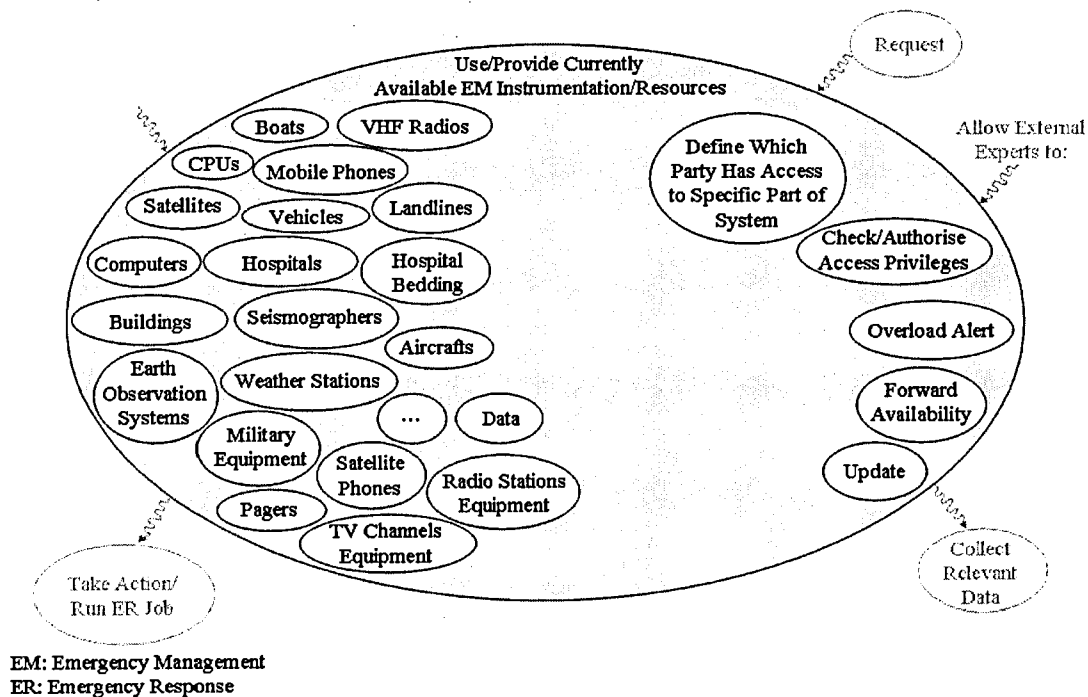 Request
Use/Provide Currently
Available EM Instrumentation/Resources
Allow External
Experts to:
Boats
VHF Radios
CPUs
Mobile Phones
Satellites
Vehicles
Landlines
Computers
Hospitals
Hospital
Bedding
Buildings
Seismographers
Aircrafts
Earth
Observation
Systems
Weather Stations
...
Data
Military
Equipment
Satellite
Phones
Radio Stations
Equipment
Pagers
TV Channels
Equipment
Define Which
Party Has Access
to Specific Part of
System
Check/Authorise
Access Privileges
Overload Alert
Forward
Availability
Update
Take Action/
Run ER Job
Collect
Relevant
Data
EM: Emergency Management
ER: Emergency Response